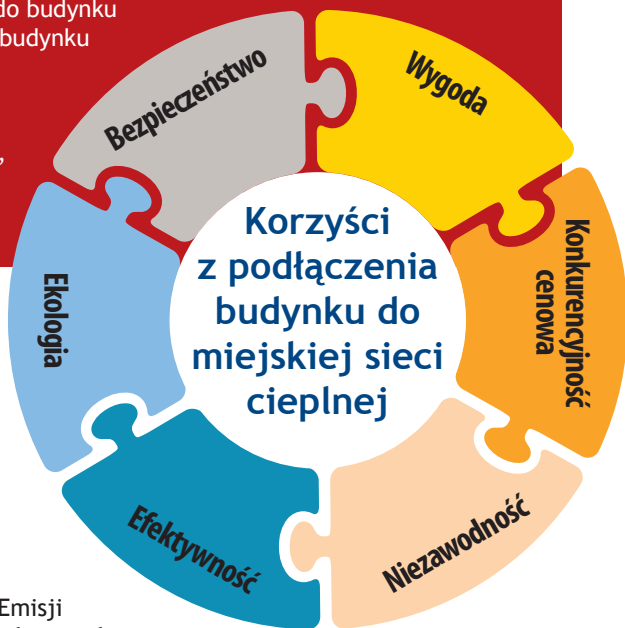 do budynku
budynku
,
Bezpieczeństwo
Wygoda
Konkurencyjność
cenowa
Niezawodność
Efektywność
Ekologia
Korzyści
z podłączenia
budynku do
miejskiej sieci
cieplnej
Emisji